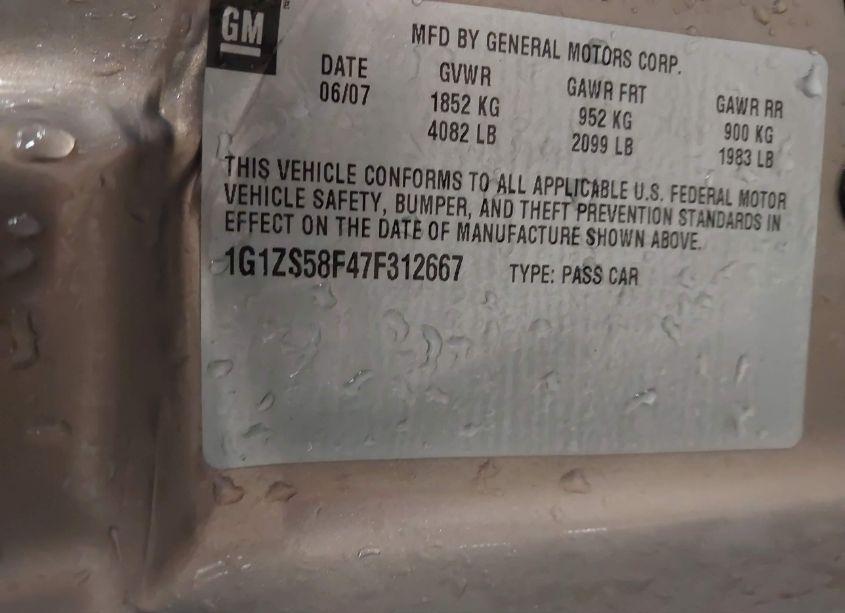 GM
MFD BY GENERAL MOTORS CORP.
DATE GVWR GAWR FRT GAWR RR
06/07 1852 KG 952 KG 900 KG
4082 LB 2099 LB 1983 LB
THIS VEHICLE CONFORMS TO ALL APPLICABLE U.S. FEDERAL MOTOR
VEHICLE SAFETY, BUMPER, AND THEFT PREVENTION STANDARDS IN
EFFECT ON THE DATE OF MANUFACTURE SHOWN ABOVE.
1G1ZS58F47F312667 TYPE: PASS CAR